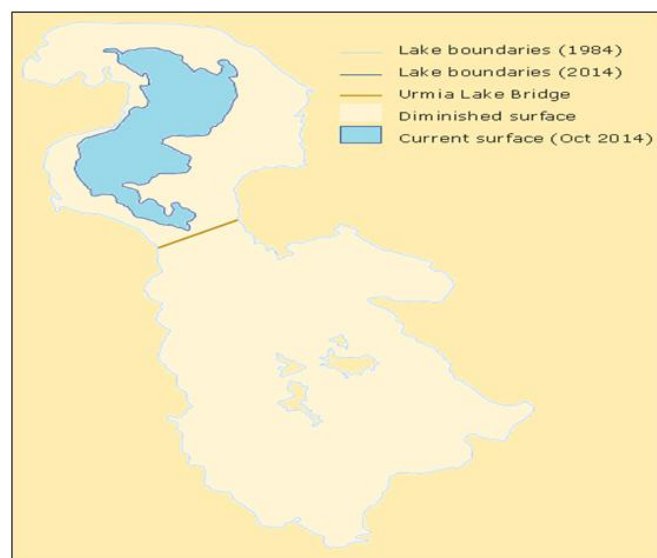 Lake boundaries (1984)
Lake boundaries (2014)
Urmia Lake Bridge
Diminished surface
Current surface (Oct 2014)